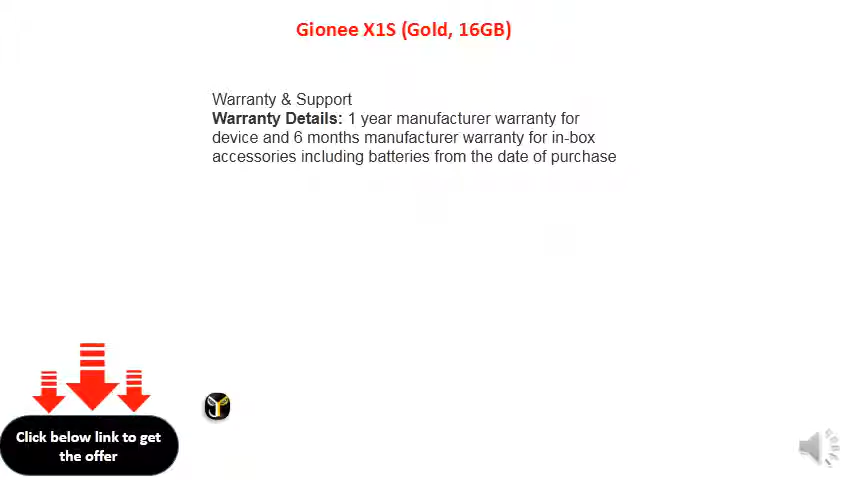 Gionee X1S (Gold, 16GB)
Warranty & Support
Warranty Details: 1 year manufacturer warranty for
device and 6 months manufacturer warranty for in-box
accessories including batteries from the date of purchase
Click below link to get
the offer